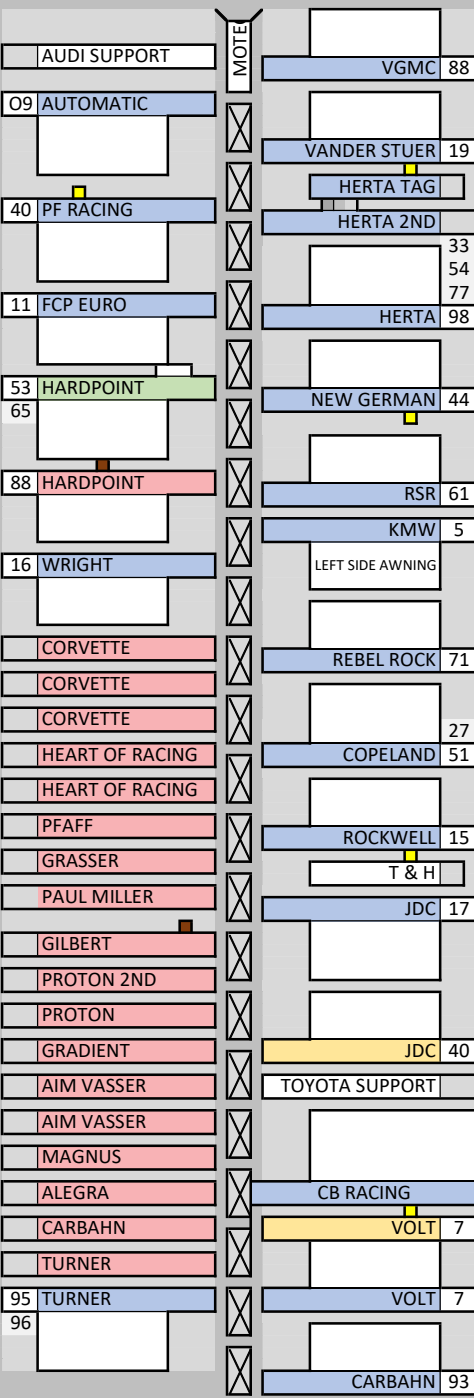 MOTE
AUDI SUPPORT
O9 AUTOMATIC
40 PF RACING
11 FCP EURO
53 HARDPOINT
65
88 HARDPOINT
16 WRIGHT
CORVETTE
CORVETTE
CORVETTE
HEART OF RACING
HEART OF RACING
PFAFF
GRASSER
PAUL MILLER
GILBERT
PROTON 2ND
PROTON
GRADIENT
AIM VASSER
AIM VASSER
MAGNUS
ALEGRA
CARBAHN
TURNER
95 TURNER
96
VGMC 88
VANDER STUER 19
HERTA TAG
HERTA 2ND
33
54
77
HERTA 98
NEW GERMAN 44
RSR 61
KMW 5
LEFT SIDE AWNING
REBEL ROCK 71
27
COPELAND 51
ROCKWELL 15
T & H
JDC 17
JDC 40
TOYOTA SUPPORT
CB RACING
VOLT 7
VOLT 7
CARBAHN 93